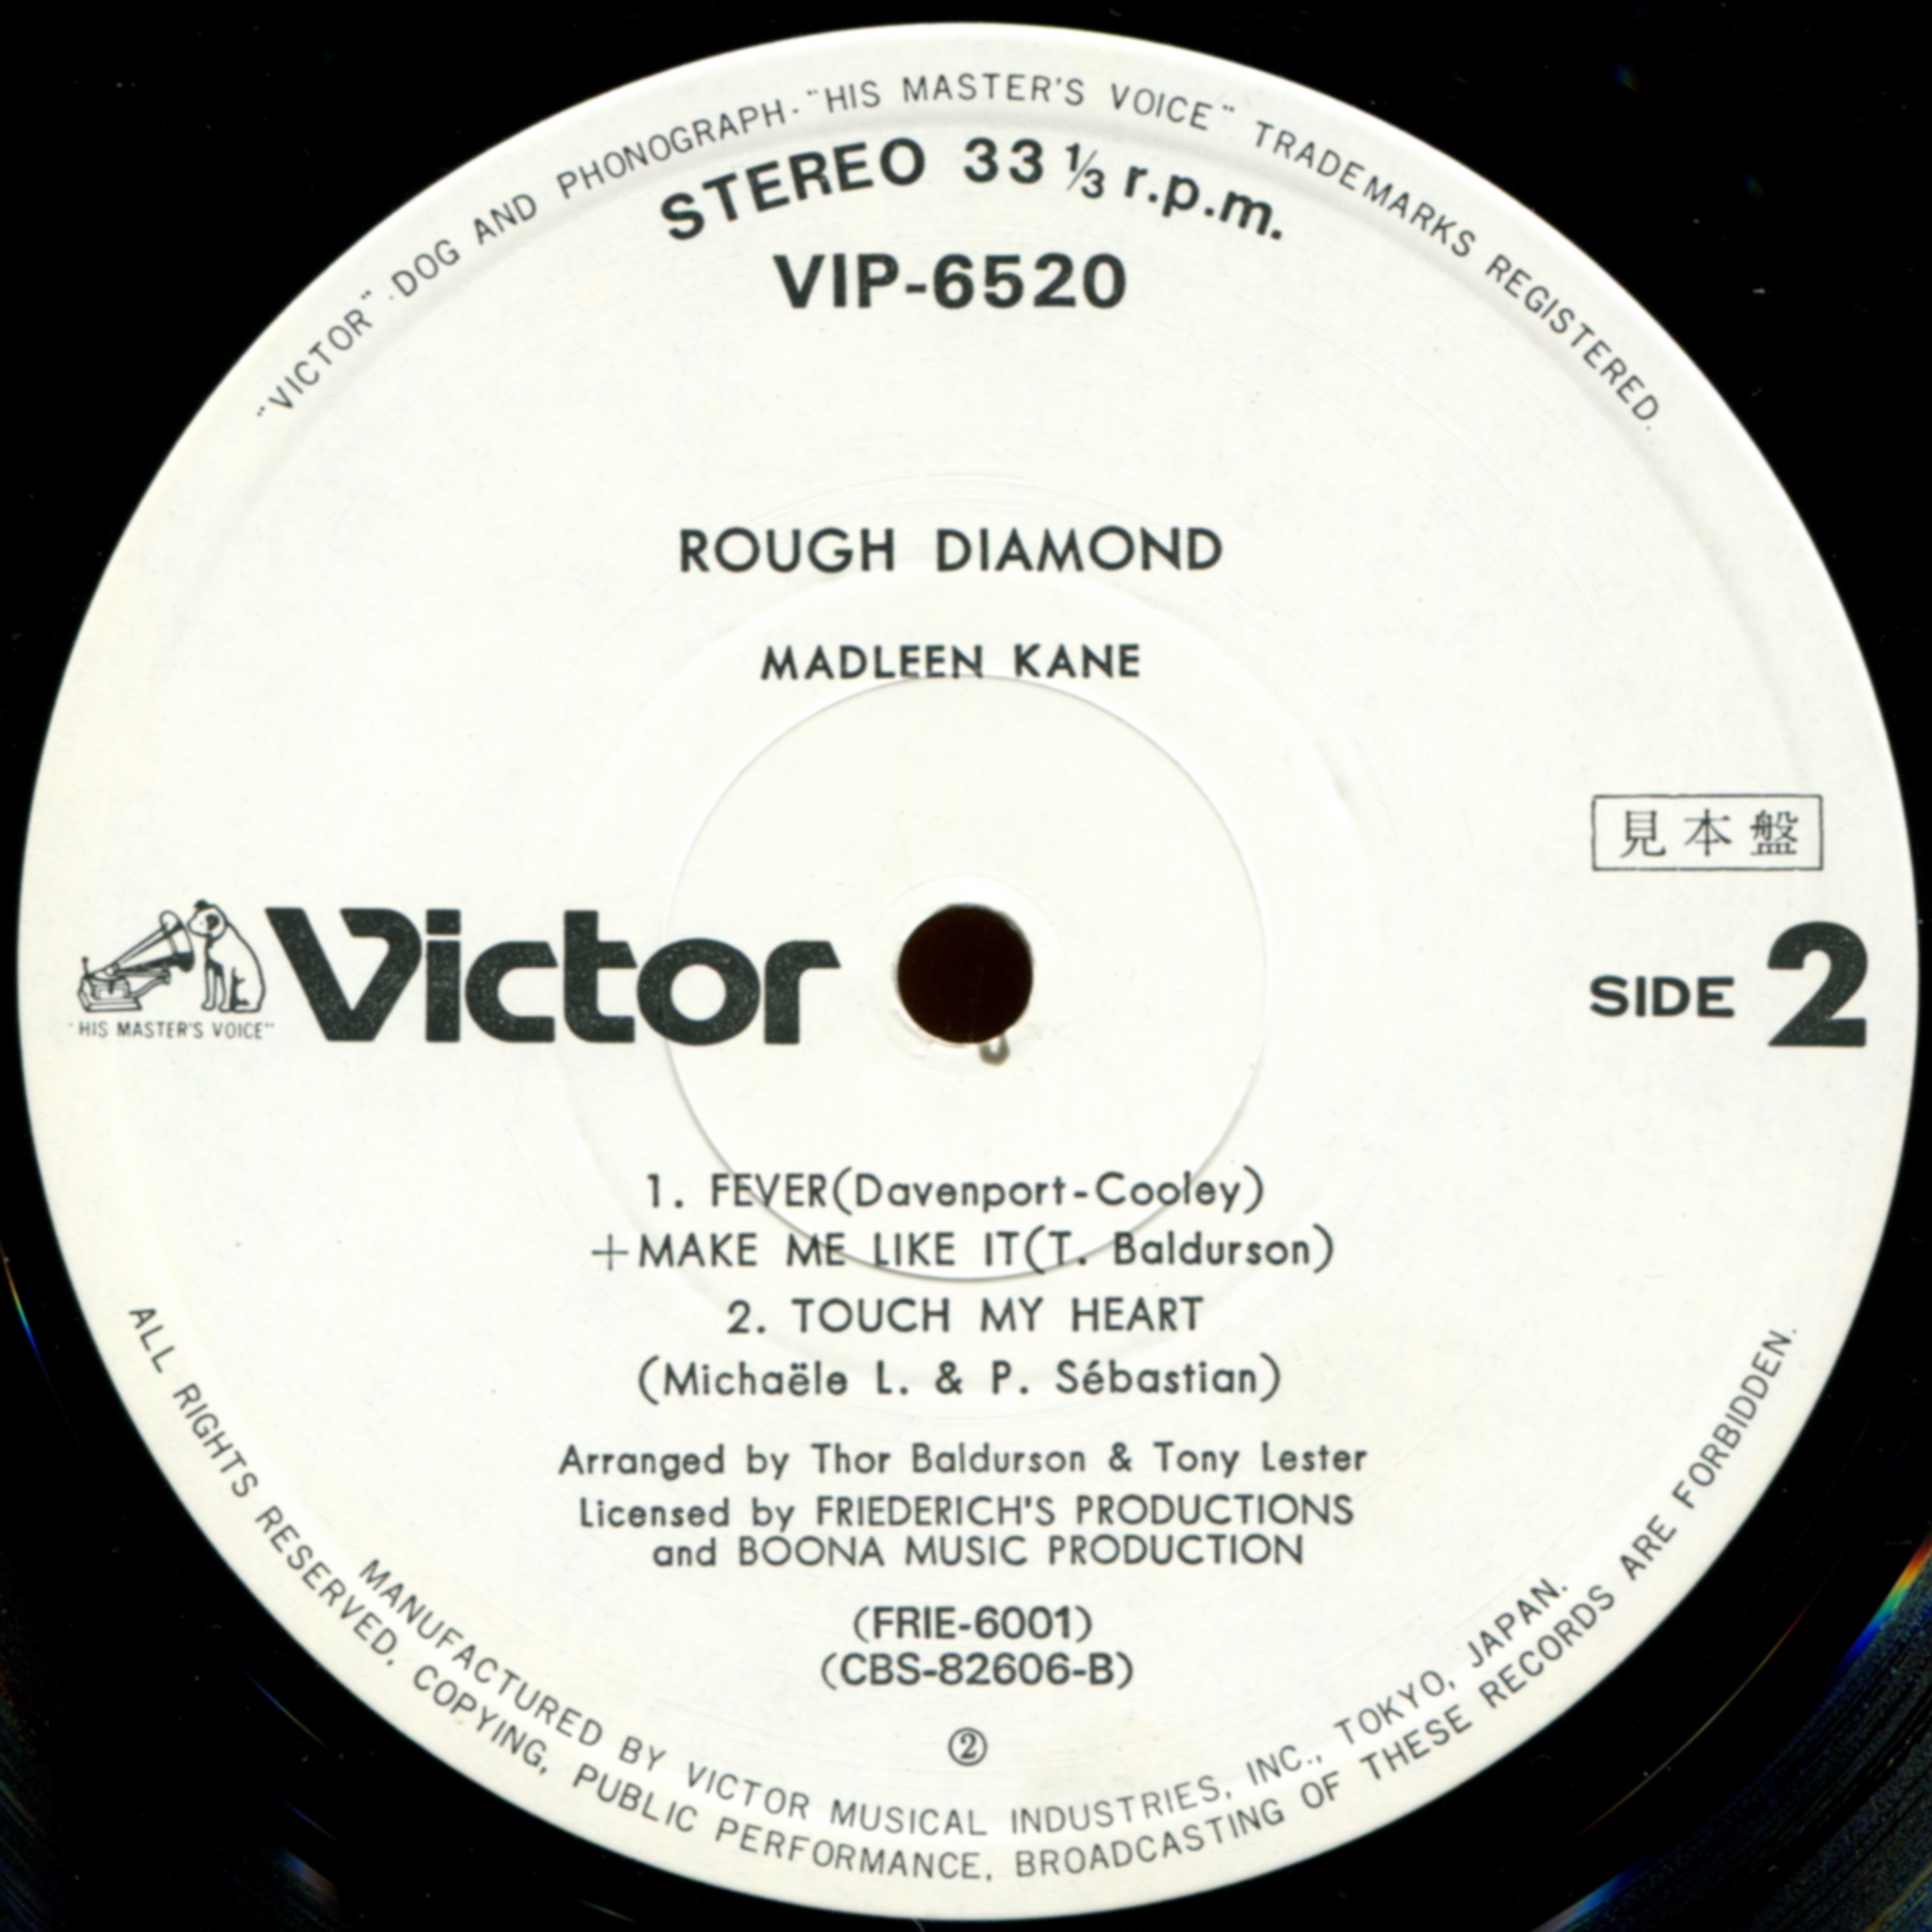 "VICTOR"·DOG AND PHONOGRAPH·"HIS MASTER'S VOICE" TRADEMARKS REGISTERED.
STEREO 33 ⅓ r.p.m.
VIP-6520
ROUGH DIAMOND
MADLEEN KANE
見本盤
Victor
"HIS MASTER'S VOICE"
SIDE 2
1. FEVER(Davenport-Cooley)
+MAKE ME LIKE IT(T. Baldurson)
2. TOUCH MY HEART
(Michaële L. & P. Sébastian)
Arranged by Thor Baldurson & Tony Lester
Licensed by FRIEDERICH'S PRODUCTIONS
and BOONA MUSIC PRODUCTION
(FRIE-6001)
(CBS-82606-B)
②
MANUFACTURED BY VICTOR MUSICAL INDUSTRIES, INC., TOKYO, JAPAN.
ALL RIGHTS RESERVED, COPYING, PUBLIC PERFORMANCE, BROADCASTING OF THESE RECORDS ARE FORBIDDEN.